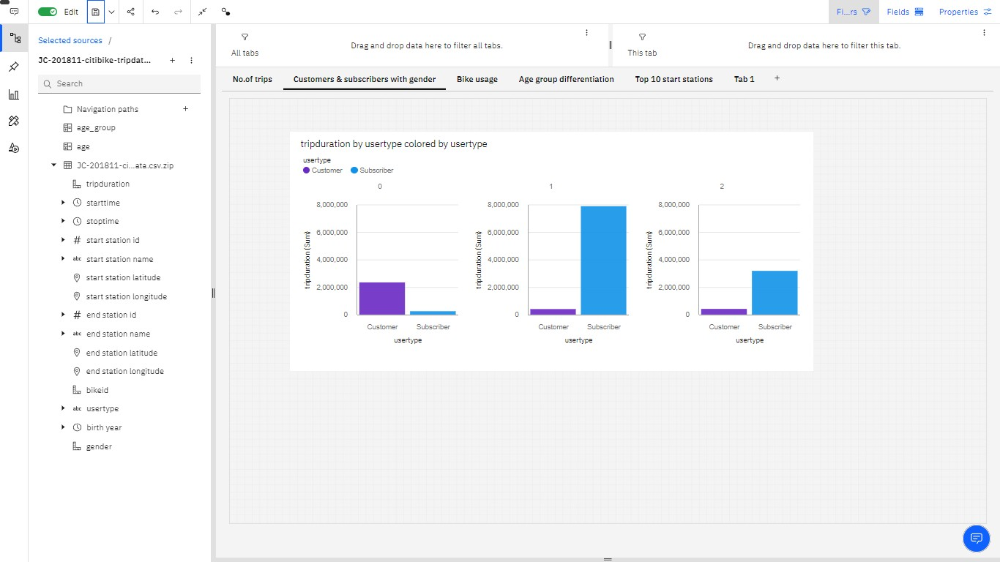 Edit
Fi...rs
Fields
Properties
Selected sources /
JC-201811-citibike-tripdat...
Search
Navigation paths
age_group
age
JC-201811-ci...ata.csv.zip
tripduration
starttime
stoptime
# start station id
abc start station name
start station latitude
start station longitude
# end station id
abc end station name
end station latitude
end station longitude
bikeid
abc usertype
birth year
gender
All tabs
Drag and drop data here to filter all tabs.
This tab
Drag and drop data here to filter this tab.
No.of trips
Customers & subscribers with gender
Bike usage
Age group differentiation
Top 10 start stations
Tab 1
tripduration by usertype colored by usertype
usertype
Customer Subscriber
0
tripduration (Sum)
8,000,000
6,000,000
4,000,000
2,000,000
0
Customer Subscriber
usertype
1
tripduration (Sum)
8,000,000
6,000,000
4,000,000
2,000,000
0
Customer Subscriber
usertype
2
tripduration (Sum)
8,000,000
6,000,000
4,000,000
2,000,000
0
Customer Subscriber
usertype